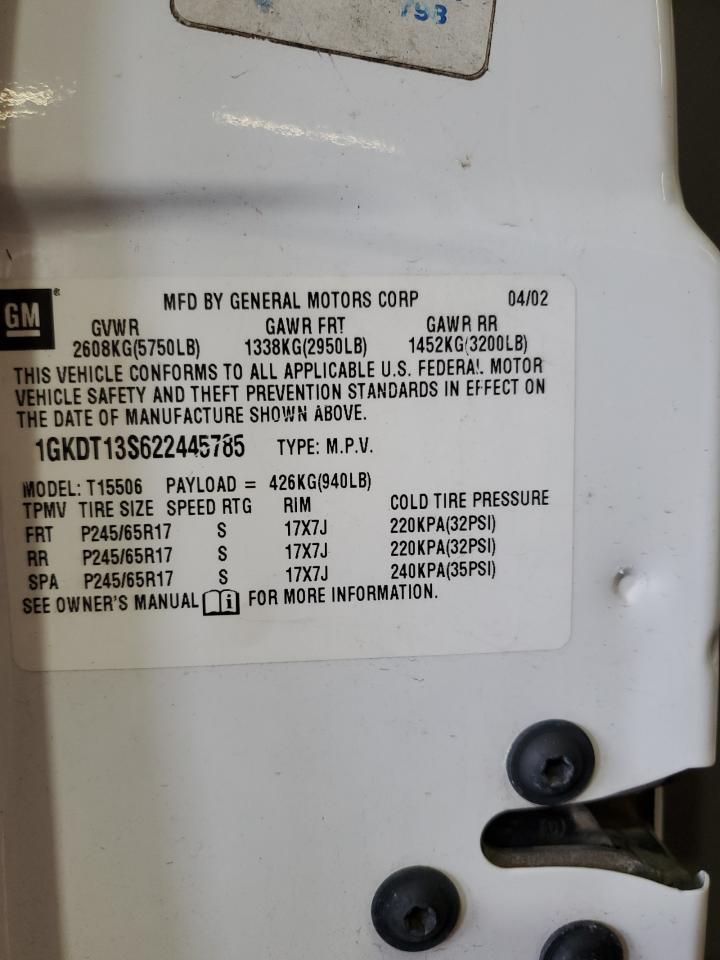 798
GM
MFD BY GENERAL MOTORS CORP 04/02
GVWR GAWR FRT GAWR RR
2608KG(5750LB) 1338KG(2950LB) 1452KG(3200LB)
THIS VEHICLE CONFORMS TO ALL APPLICABLE U.S. FEDERAL MOTOR
VEHICLE SAFETY AND THEFT PREVENTION STANDARDS IN EFFECT ON
THE DATE OF MANUFACTURE SHOWN ABOVE.
1GKDT13S622445785 TYPE: M.P.V.
MODEL: T15506 PAYLOAD = 426KG(940LB)
TPMV TIRE SIZE SPEED RTG RIM COLD TIRE PRESSURE
FRT P245/65R17 S 17X7J 220KPA(32PSI)
RR P245/65R17 S 17X7J 220KPA(32PSI)
SPA P245/65R17 S 17X7J 240KPA(35PSI)
SEE OWNER'S MANUAL FOR MORE INFORMATION.